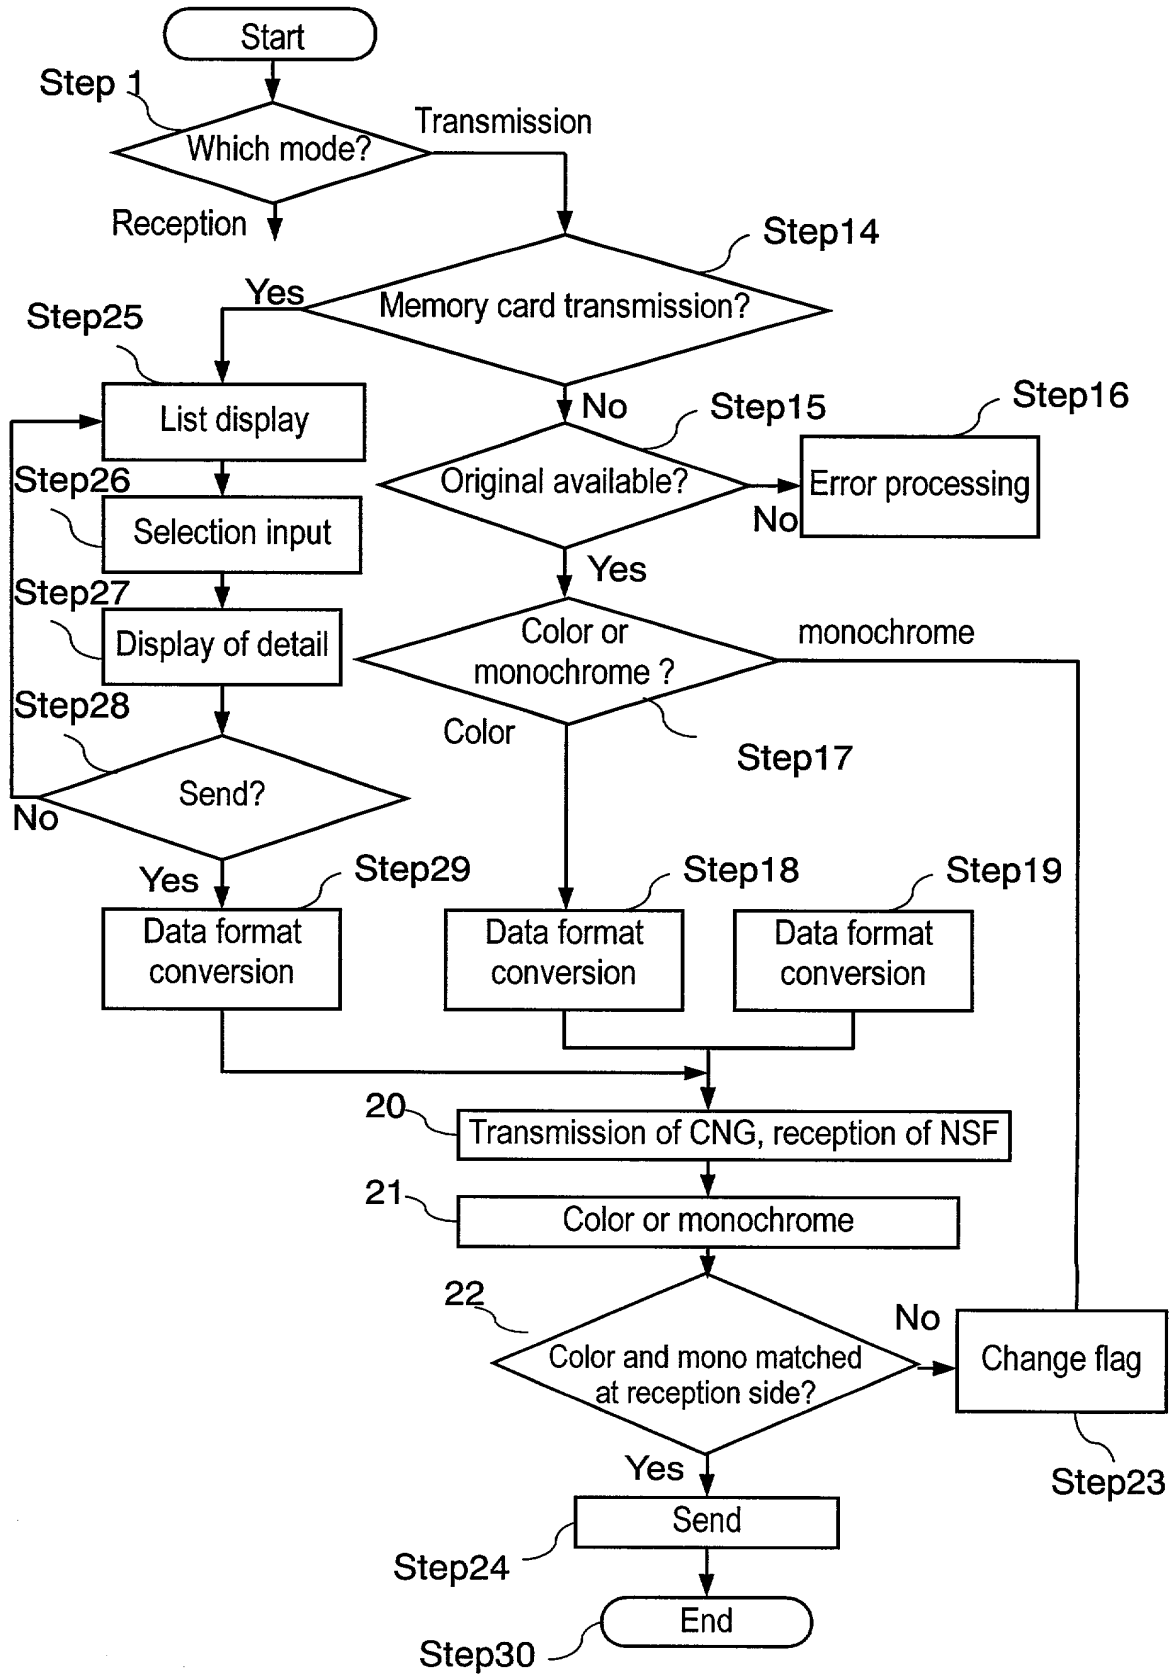 Start
Step 1
Which mode?
Transmission
Reception
Step14
Memory card transmission?
Yes
Step25
List display
No
Step15
Step16
Original available?
Error processing
No
Step26
Selection input
Yes
Step27
Display of detail
Color or
monochrome ?
monochrome
Step28
Color
Step17
Send?
No
Yes
Step29
Step18
Step19
Data format
conversion
Data format
conversion
Data format
conversion
20
Transmission of CNG, reception of NSF
21
Color or monochrome
22
No
Color and mono matched
at reception side?
Change flag
Yes
Step23
Send
Step24
End
Step30